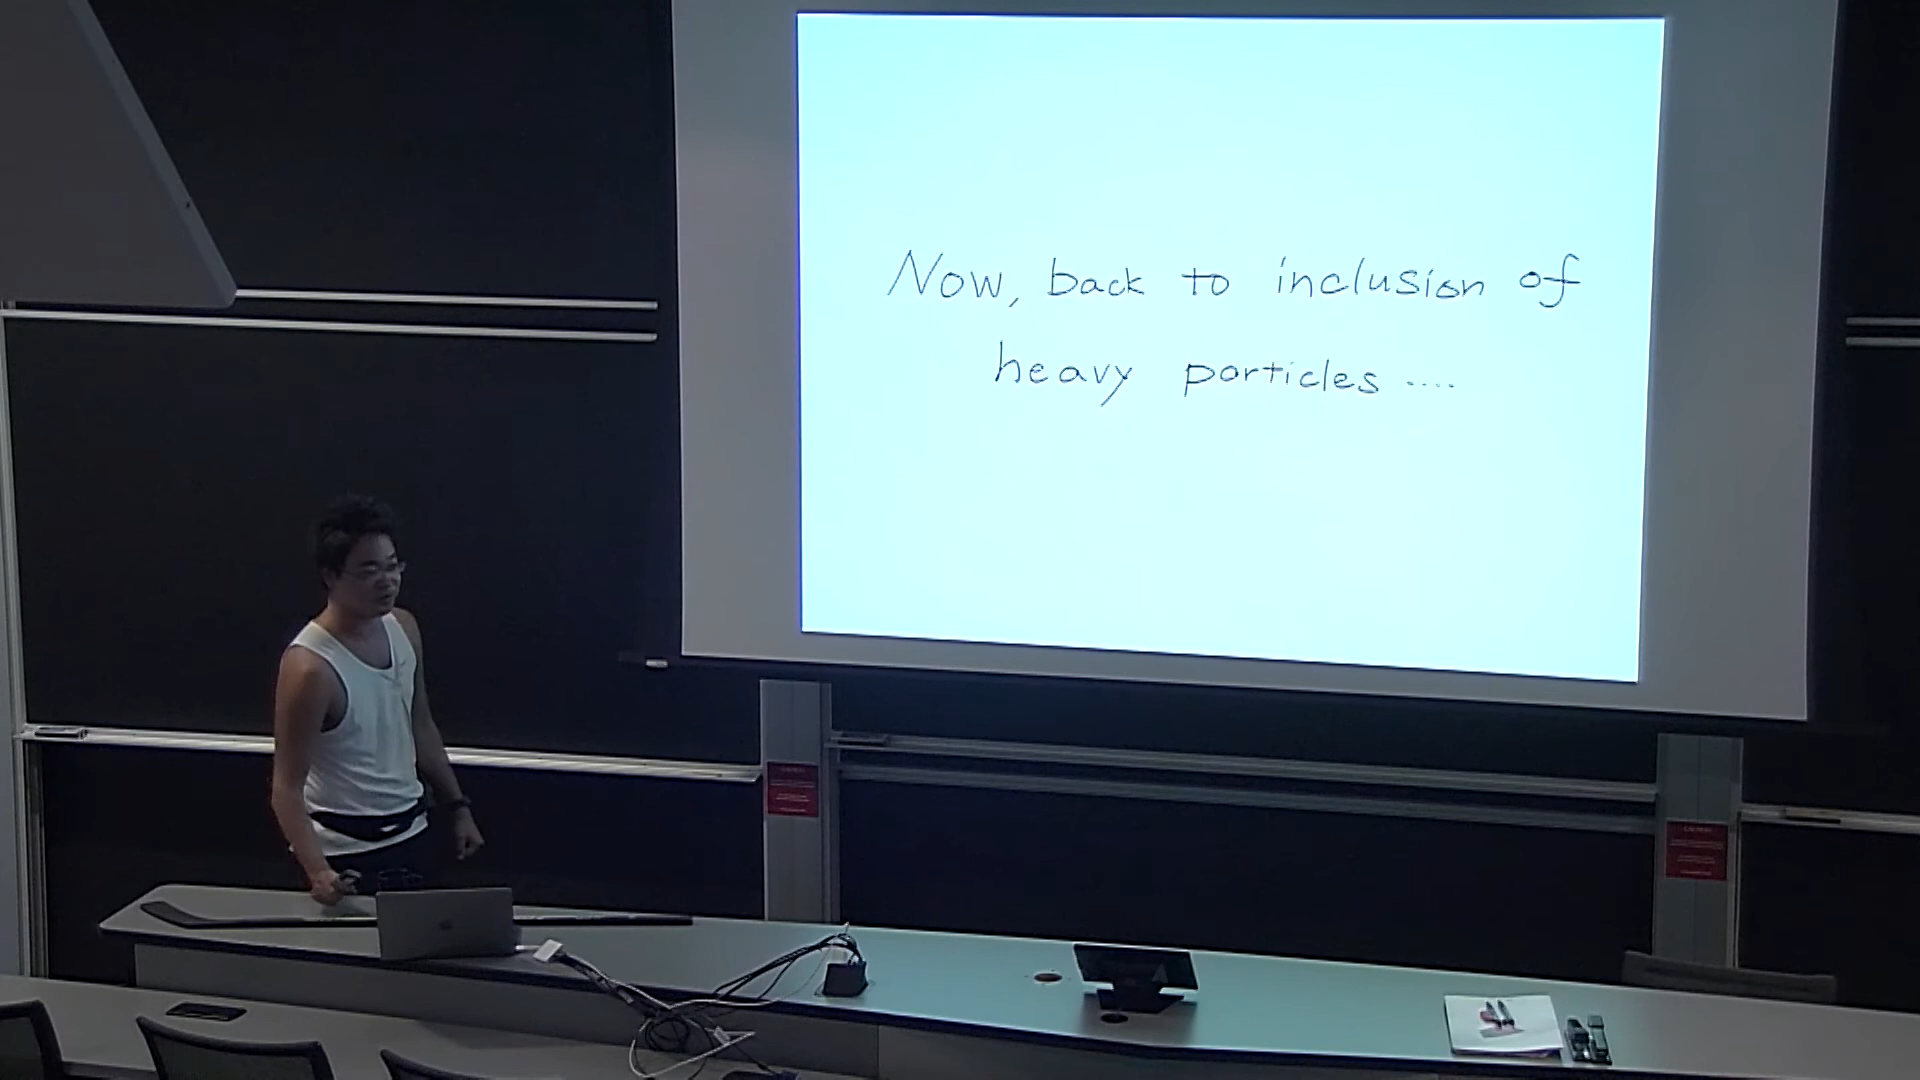 Now, back to inclusion of
heavy particles ....